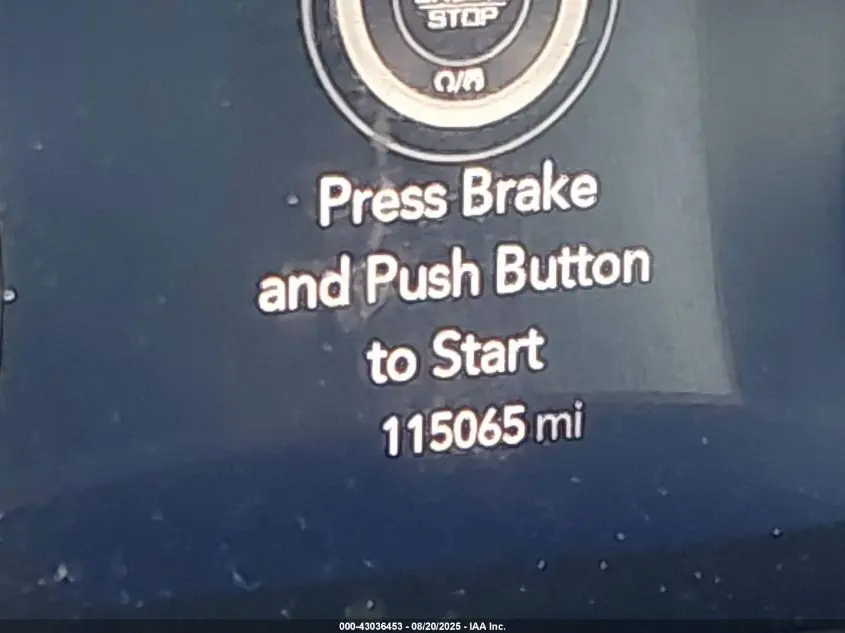 STOP
Press Brake
and Push Button
to Start
115065 mi
000-43036453 - 08/20/2025 - IAA Inc.